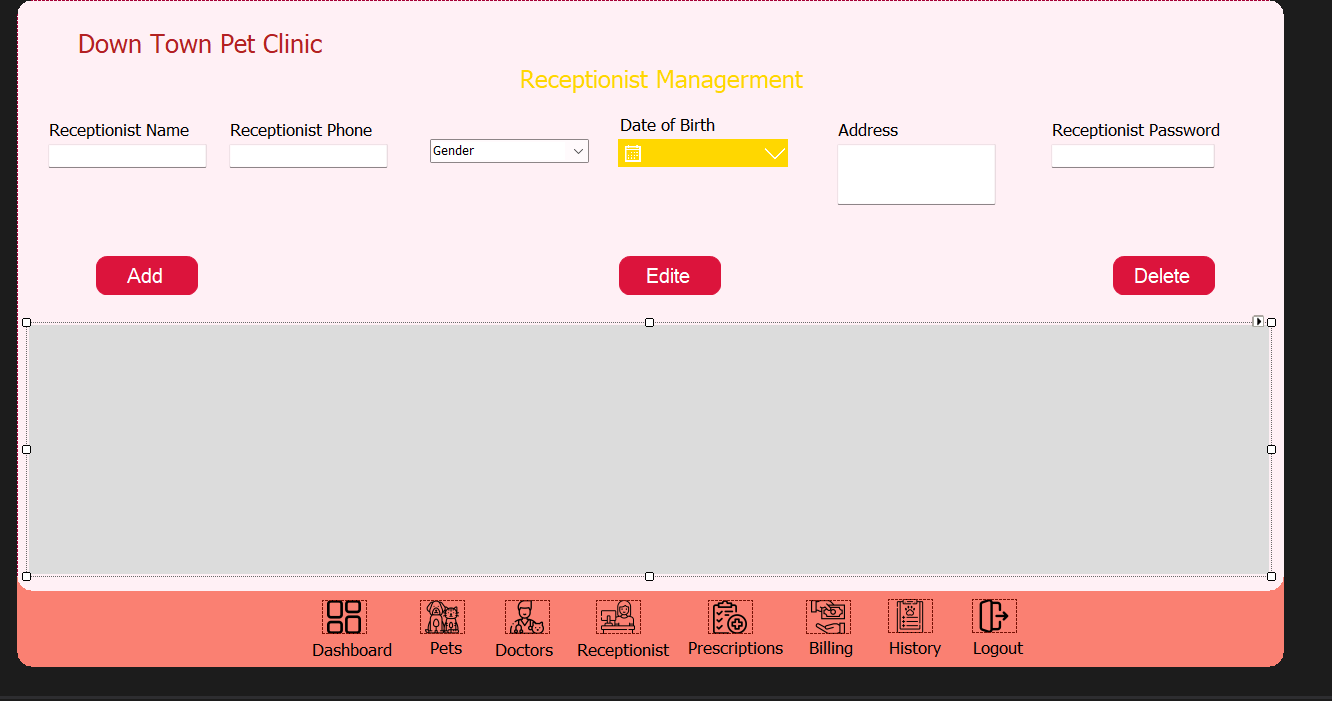 Down Town Pet Clinic
Receptionist Managerment
Receptionist Name
Receptionist Phone
Gender
Date of Birth
Address
Receptionist Password
Add
Edite
Delete
Dashboard
Pets
Doctors
Receptionist
Prescriptions
Billing
History
Logout